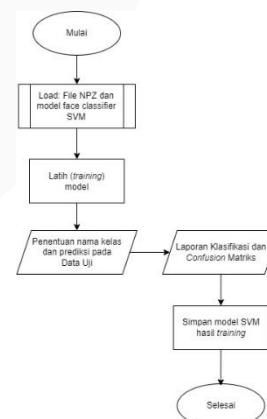 Mulai
Load: File NPZ dan
model face classifier
SVM
Latih (training)
model
Penentuan nama kelas
dan prediksi pada
Data Uji
Laporan Klasifikasi dan
Confusion Matriks
Simpan model SVM
hasil training
Selesai